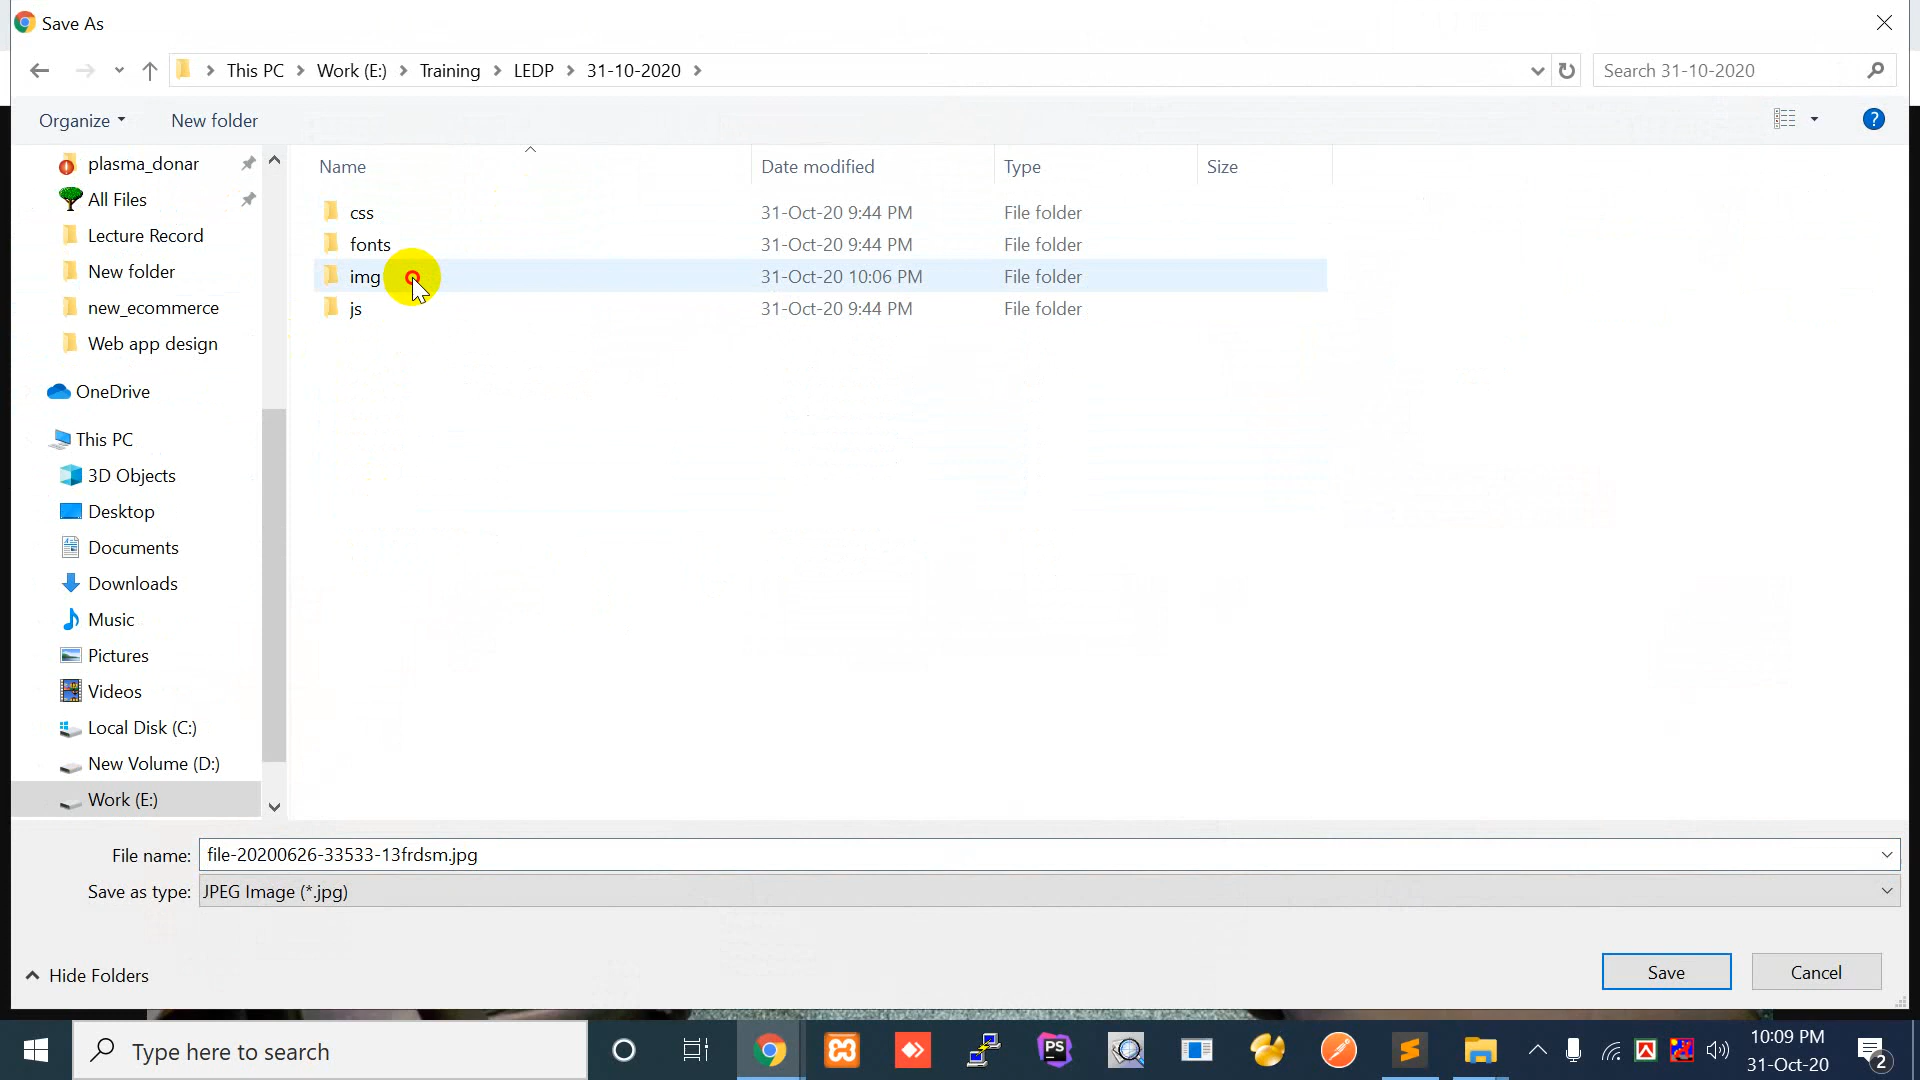 Save As
This PC
Work (E:)
Training
LEDP
31-10-2020
Search 31-10-2020
Organize
New folder
Name
Date modified
Type
Size
plasma_donar
All Files
Lecture Record
New folder
new_ecommerce
Web app design
OneDrive
This PC
3D Objects
Desktop
Documents
Downloads
Music
Pictures
Videos
Local Disk (C:)
New Volume (D:)
Work (E:)
css 31-Oct-20 9:44 PM File folder
fonts 31-Oct-20 9:44 PM File folder
img 31-Oct-20 10:06 PM File folder
js 31-Oct-20 9:44 PM File folder
File name: file-20200626-33533-13frdsm.jpg
Save as type: JPEG Image (*.jpg)
Hide Folders
Save
Cancel
Type here to search
PS
10:09 PM
31-Oct-20
2